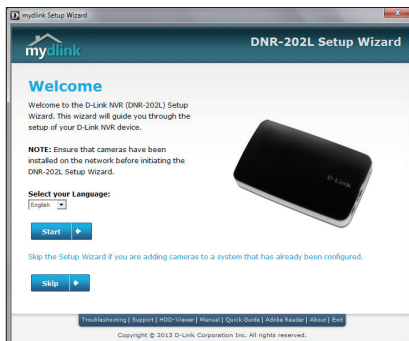 mydlink Setup Wizard
mydlink
DNR-202L Setup Wizard
Welcome
Welcome to the D-Link NVR (DNR-202L) Setup
Wizard. This wizard will guide you through the
setup of your D-Link NVR device.
NOTE: Ensure that cameras have been
installed on the network before initiating the
DNR-202L Setup Wizard.
Select your Language:
English
D-Link
Start
Skip the Setup Wizard if you are adding cameras to a system that has already been configured.
Skip
Troubleshooting | Support | HDD-Viewer | Manual | Quick Guide | Adobe Reader | About | Exit
Copyright © 2013 D-Link Corporation Inc. All rights reserved.